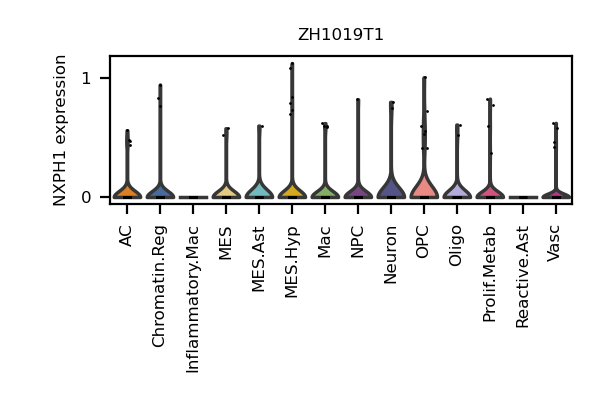 ZH1019T1
NXPH1 expression
1
0
AC
Chromatin.Reg
Inflammatory.Mac
MES
MES.Ast
MES.Hyp
Mac
NPC
Neuron
OPC
Oligo
Prolif.Metab
Reactive.Ast
Vasc